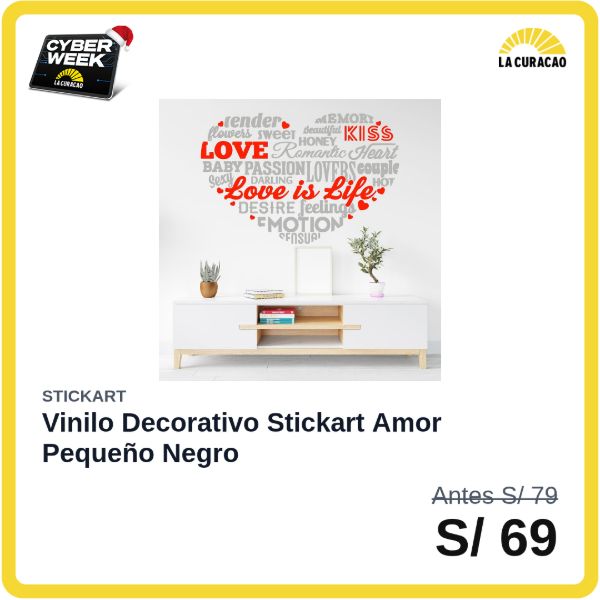 CYBER
WEEK
LA CURACAO
LA CURACAO
Tender MEMORY
flowers sweet beautiful KISS
HONEY
LOVE Romantic Heart
BABY PASSION LOVERS couple
Sexy DARLING HOT
Love is Life
DESIRE feelings
EMOTION
SENSUAL
STICKART
Vinilo Decorativo Stickart Amor
Pequeño Negro
Antes S/ 79
S/ 69